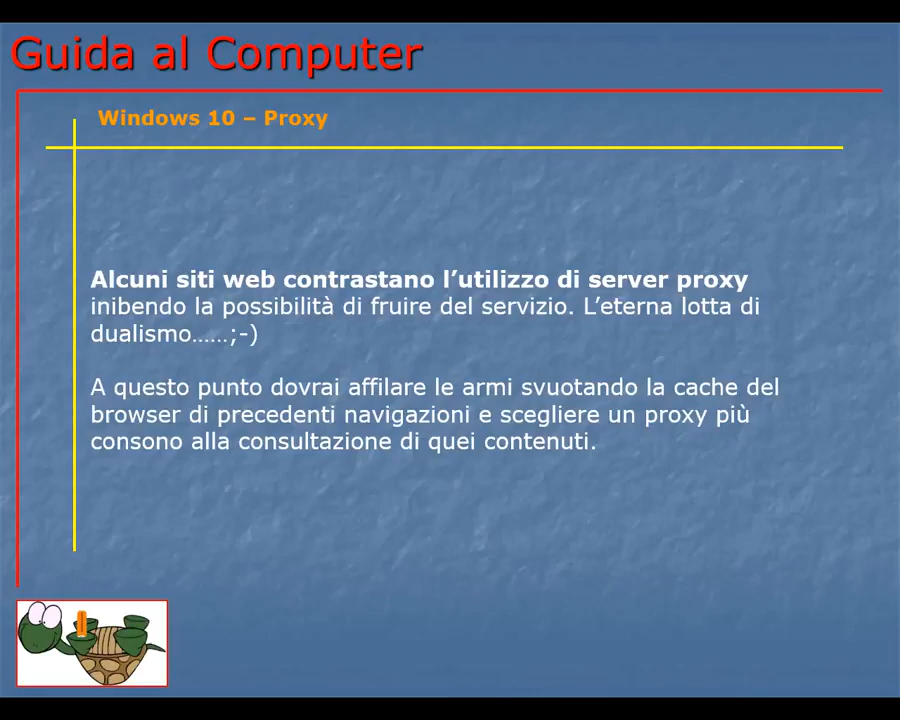 Guida al Computer
Windows 10 – Proxy
Alcuni siti web contrastano l’utilizzo di server proxy
inibendo la possibilità di fruire del servizio. L’eterna lotta di
dualismo……;-)
A questo punto dovrai affilare le armi svuotando la cache del
browser di precedenti navigazioni e scegliere un proxy più
consono alla consultazione di quei contenuti.